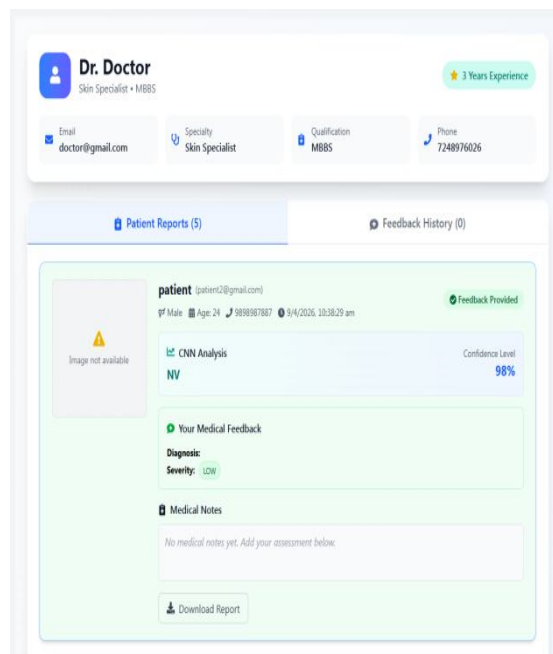 Dr. Doctor
Skin Specialist • MBBS
3 Years Experience
Email
doctor@gmail.com
Specialty
Skin Specialist
Qualification
MBBS
Phone
7248976026
Patient Reports (5)
Feedback History (0)
patient (patient2@gmail.com)
Male Age: 24 9898987887 9/4/2026, 10:38:29 am
Feedback Provided
Image not available
CNN Analysis
NV
Confidence Level
98%
Your Medical Feedback
Diagnosis:
Severity: LOW
Medical Notes
No medical notes yet. Add your assessment below.
Download Report